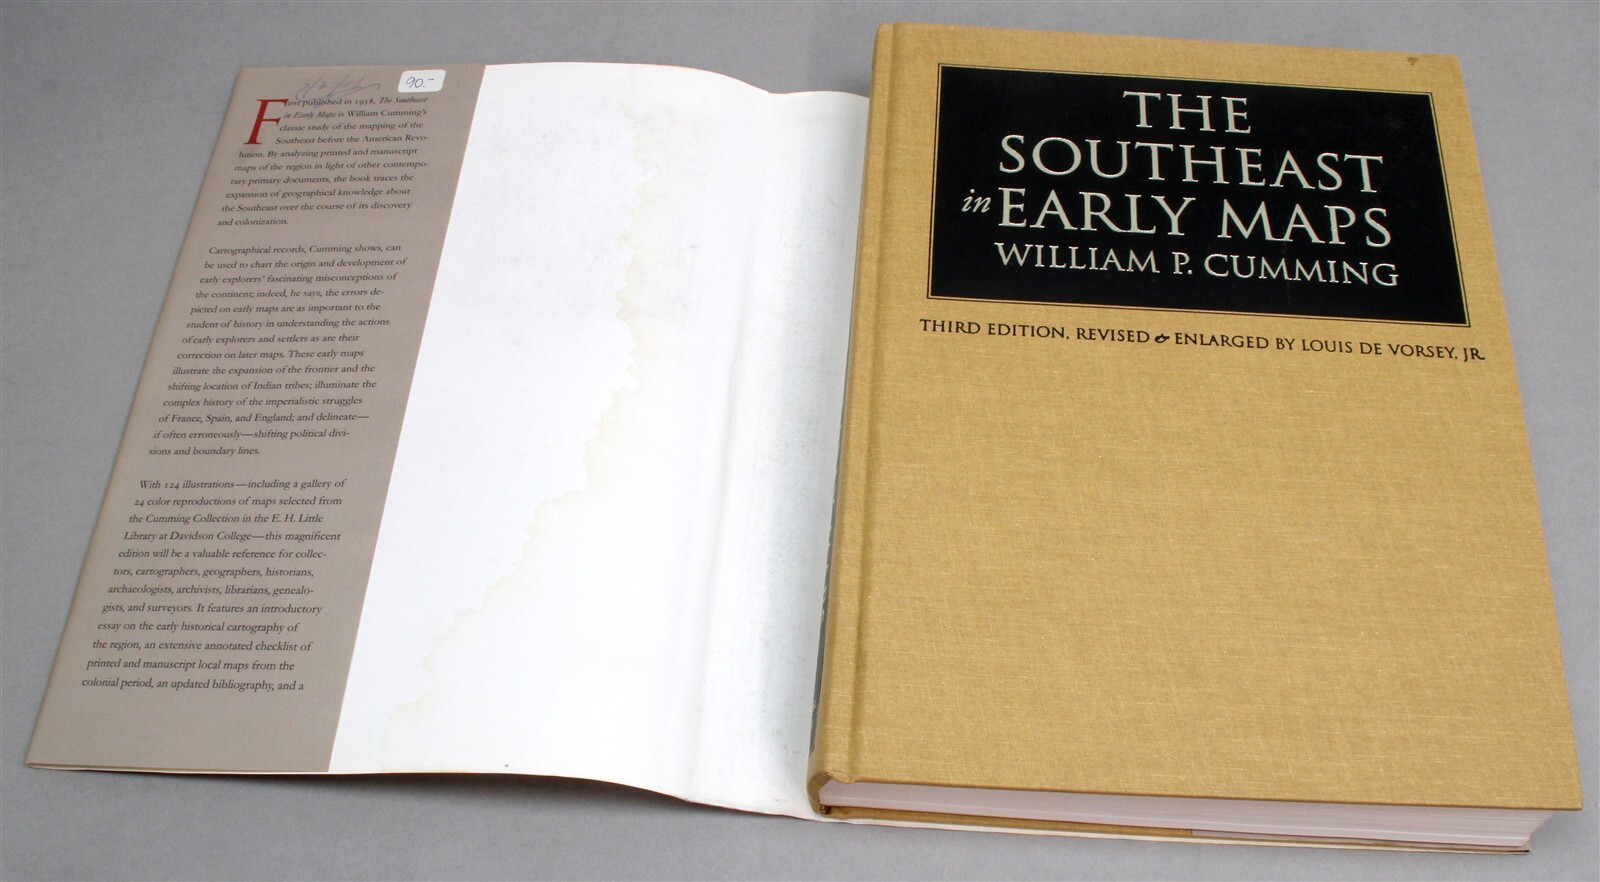 90.–
First published in 1958, The Southeast
in Early Maps is William Cumming's
classic study of the mapping of the
Southeast before the American Revo-
lution. By analyzing printed and manuscript
maps of the region in light of other contempo-
rary primary documents, the book traces the
expansion of geographical knowledge about
the Southeast over the course of its discovery
and colonization.
Cartographical records, Cumming shows, can
be used to chart the origin and development of
early explorers' fascinating misconceptions of
the continent; indeed, he says, the errors de-
picted on early maps are as important to the
student of history in understanding the actions
of early explorers and settlers as are their
correction on later maps. These early maps
illustrate the expansion of the frontier and the
shifting location of Indian tribes; illuminate the
complex history of the imperialistic struggles
of France, Spain, and England; and delineate—
if often erroneously—shifting political divi-
sions and boundary lines.
With 124 illustrations—including a gallery of
24 color reproductions of maps selected from
the Cumming Collection in the E. H. Little
Library at Davidson College—this magnificent
edition will be a valuable reference for collec-
tors, cartographers, geographers, historians,
archaeologists, archivists, librarians, genealo-
gists, and surveyors. It features an introductory
essay on the early historical cartography of
the region, an extensive annotated checklist of
printed and manuscript local maps from the
colonial period, an updated bibliography, and a
THE
SOUTHEAST
in EARLY MAPS
WILLIAM P. CUMMING
THIRD EDITION, REVISED & ENLARGED BY LOUIS DE VORSEY, JR.